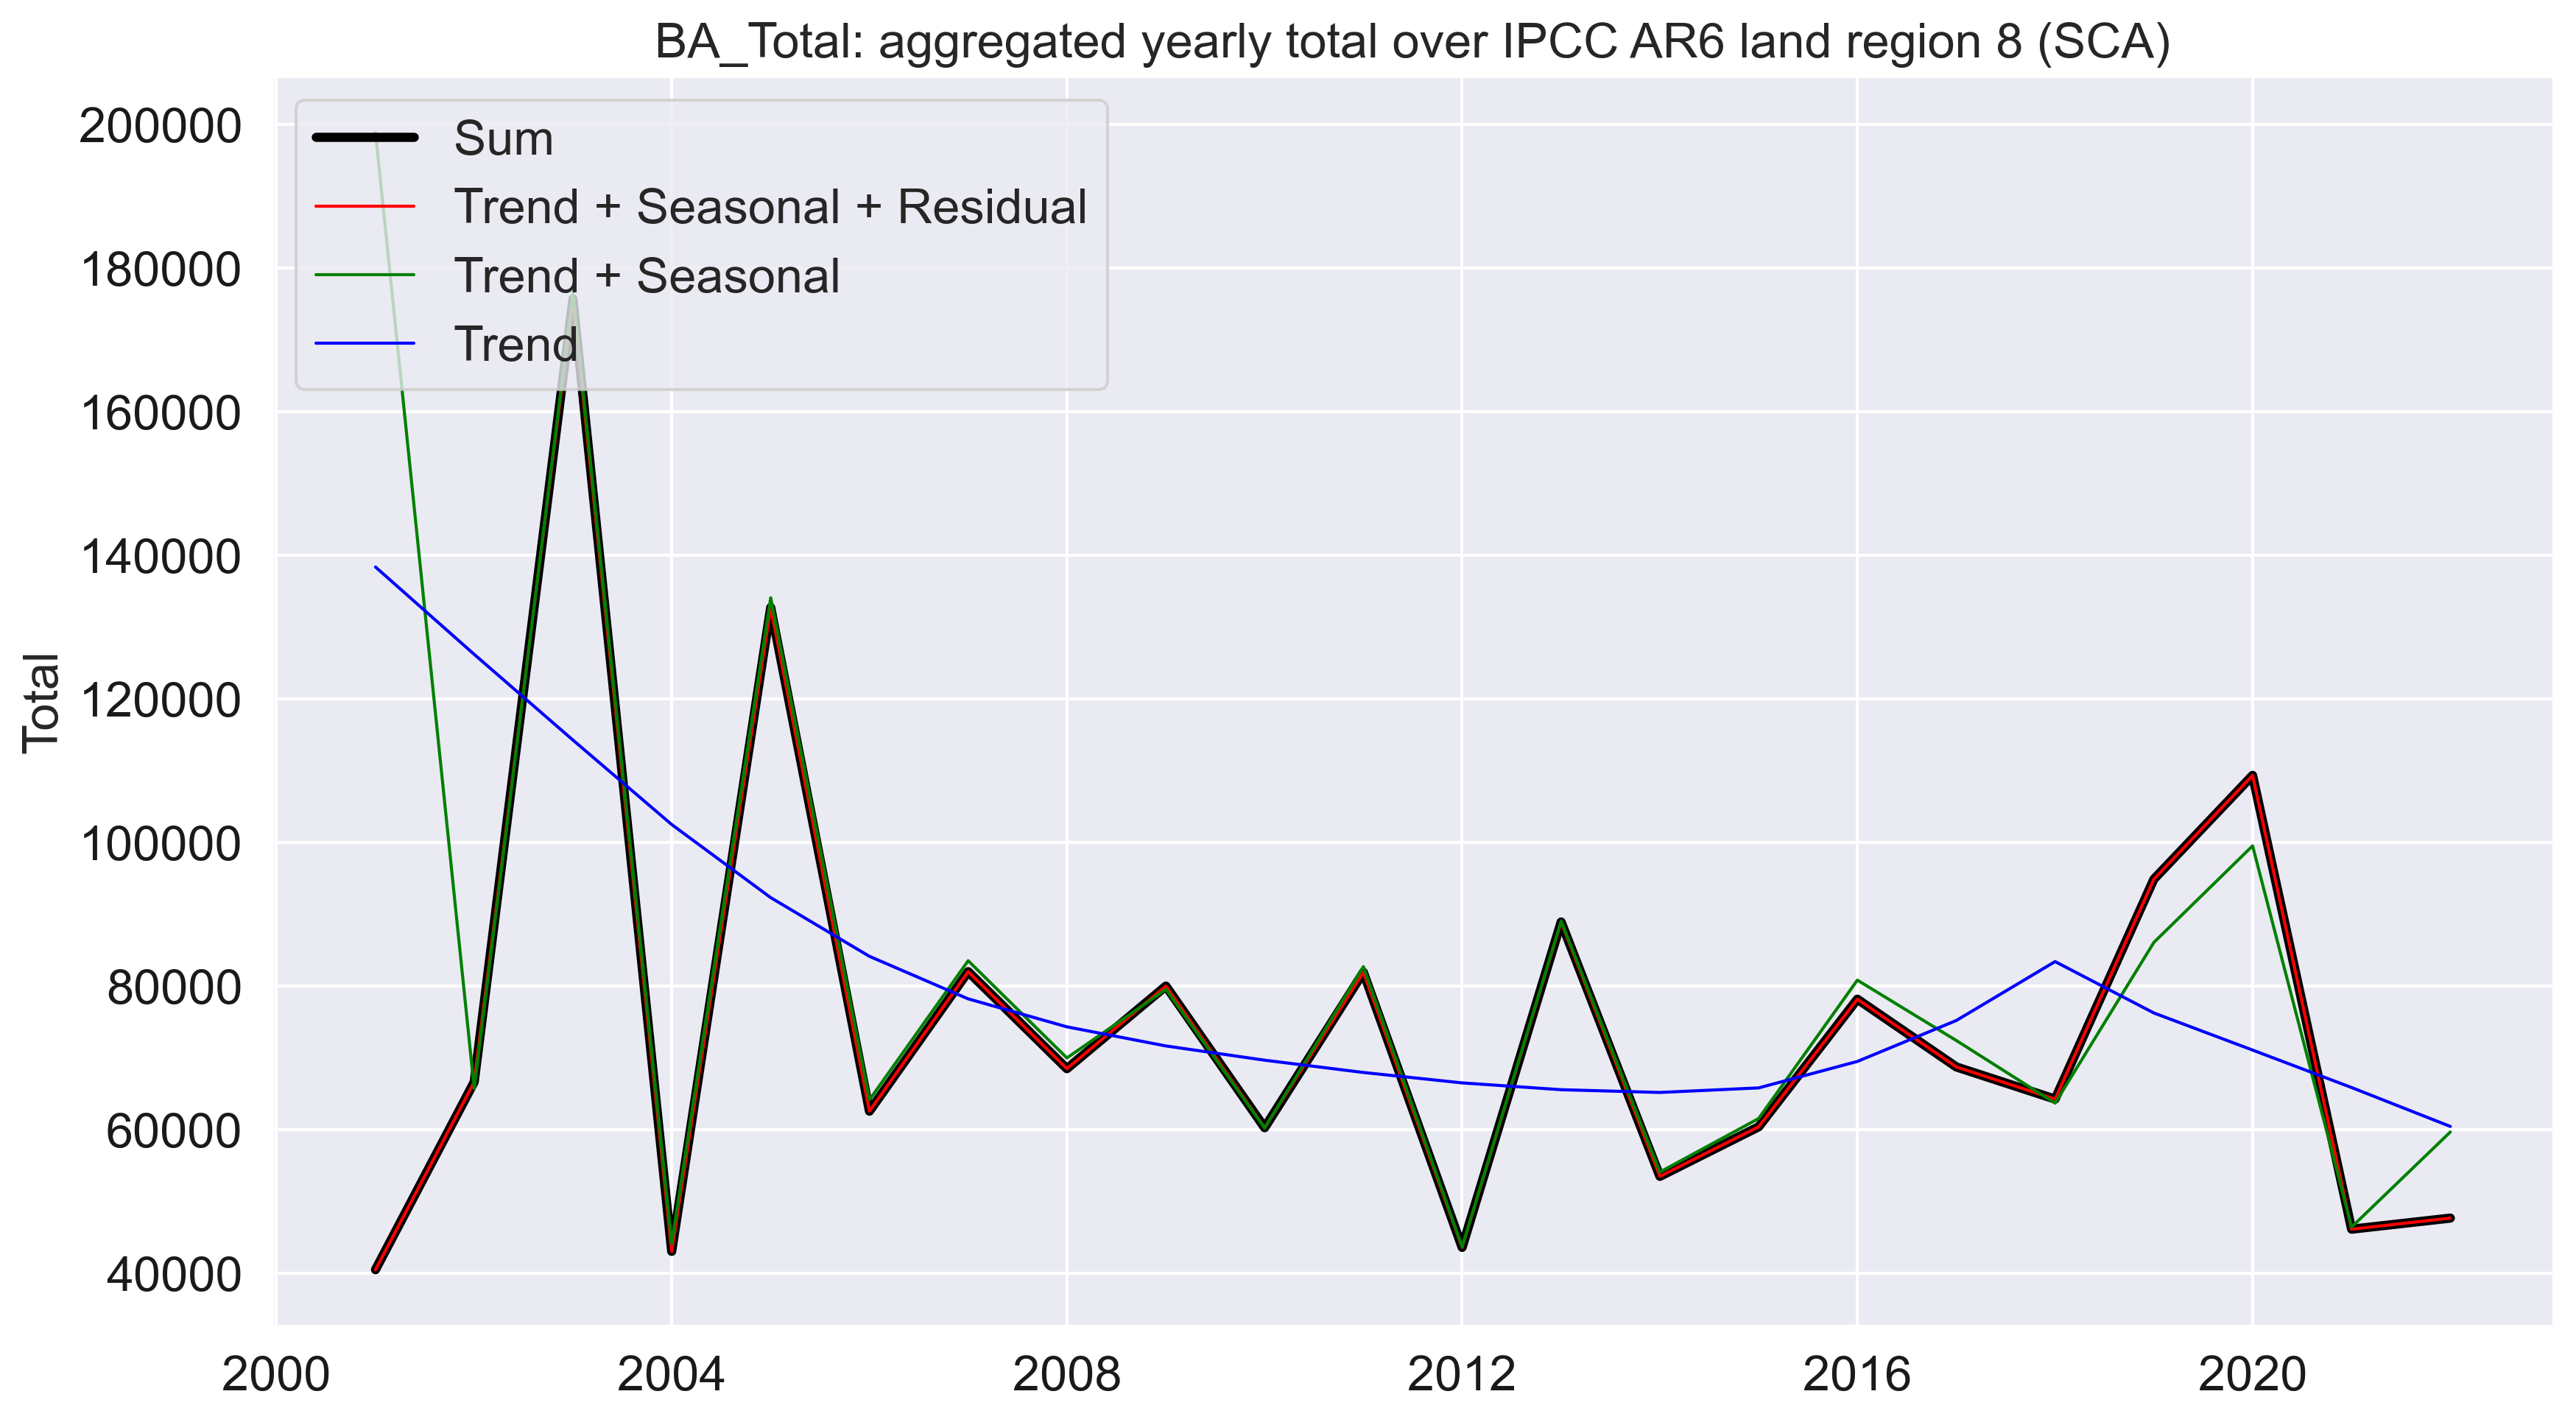 BA_Total: aggregated yearly total over IPCC AR6 land region 8 (SCA)
Sum
Trend + Seasonal + Residual
Trend + Seasonal
Trend
Total
200000
180000
160000
140000
120000
100000
80000
60000
40000
2000
2004
2008
2012
2016
2020